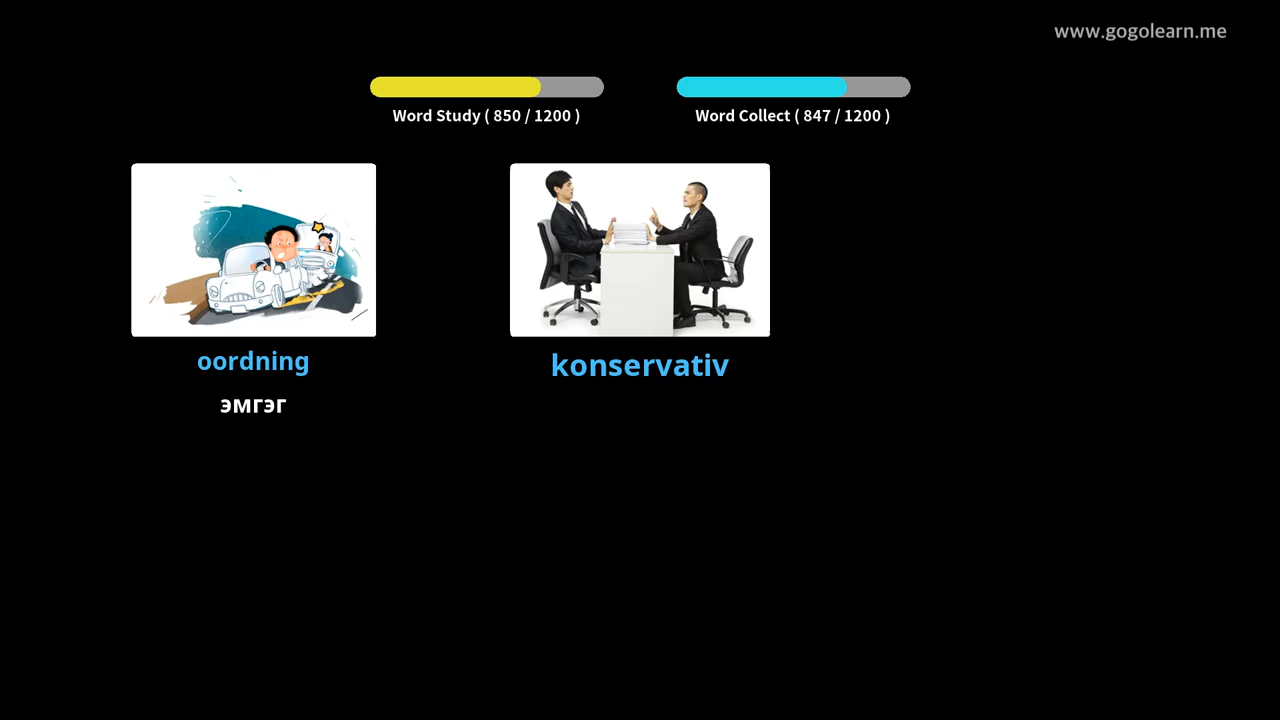 www.gogolearn.me
Word Study ( 850 / 1200 )
Word Collect ( 847 / 1200 )
oordning
эмгэг
konservativ